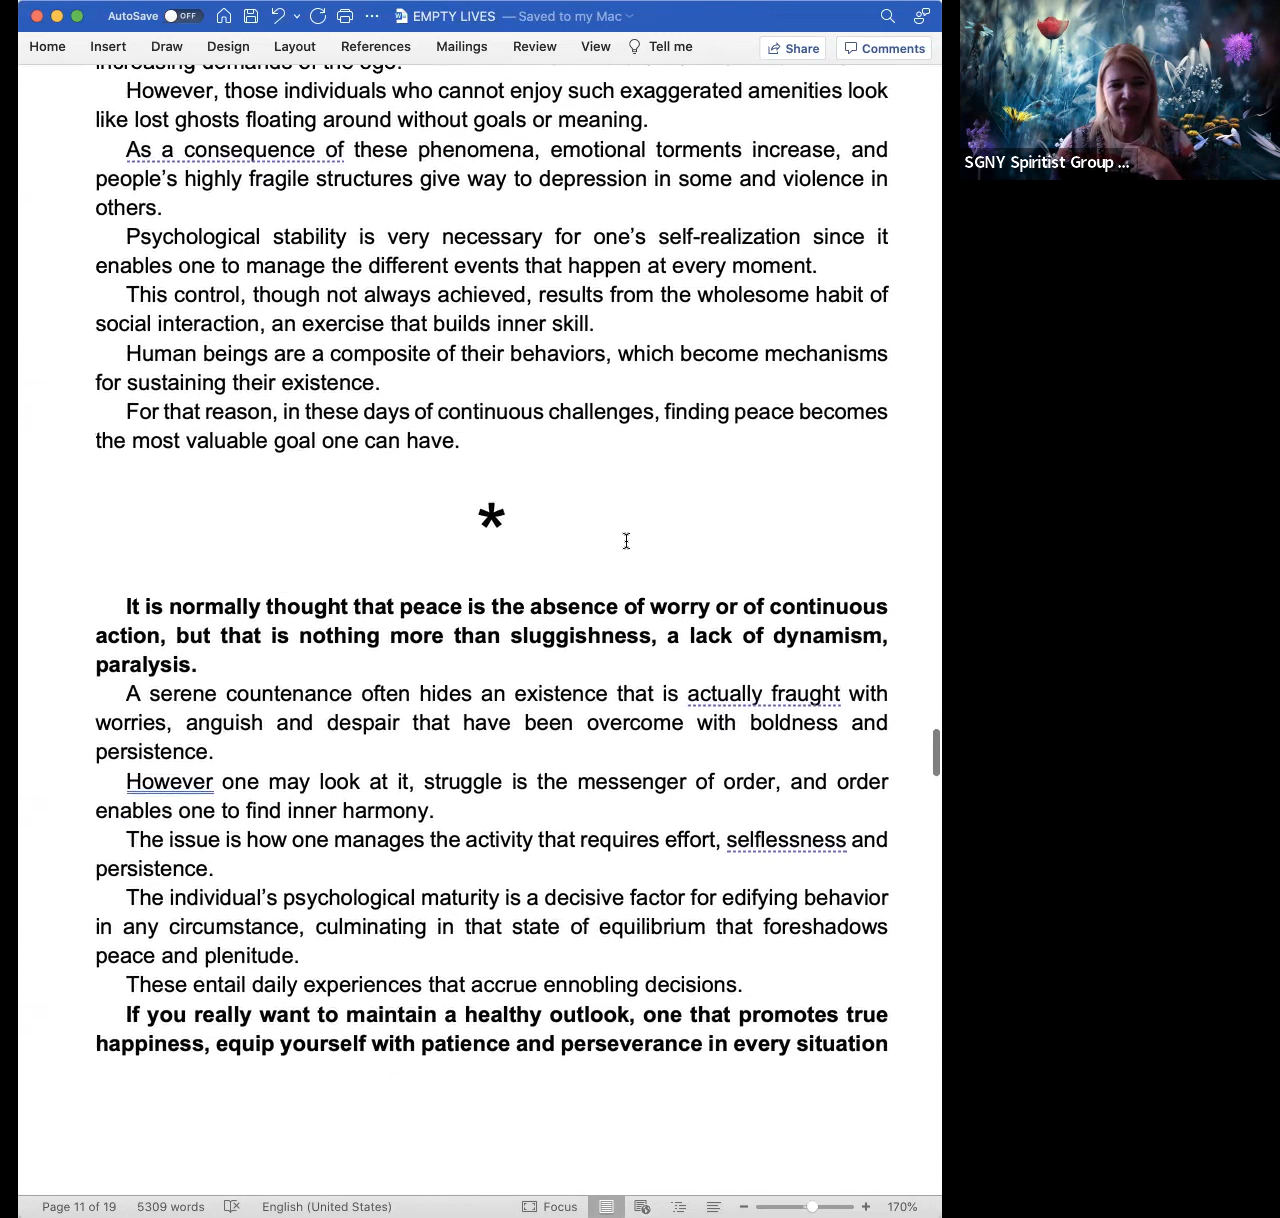 AutoSave OFF EMPTY LIVES — Saved to my Mac
Home Insert Draw Design Layout References Mailings Review View Tell me Share Comments
increasing demands of the ego.
However, those individuals who cannot enjoy such exaggerated amenities look
like lost ghosts floating around without goals or meaning.
As a consequence of these phenomena, emotional torments increase, and
people’s highly fragile structures give way to depression in some and violence in
others.
Psychological stability is very necessary for one’s self-realization since it
enables one to manage the different events that happen at every moment.
This control, though not always achieved, results from the wholesome habit of
social interaction, an exercise that builds inner skill.
Human beings are a composite of their behaviors, which become mechanisms
for sustaining their existence.
For that reason, in these days of continuous challenges, finding peace becomes
the most valuable goal one can have.
*
It is normally thought that peace is the absence of worry or of continuous
action, but that is nothing more than sluggishness, a lack of dynamism,
paralysis.
A serene countenance often hides an existence that is actually fraught with
worries, anguish and despair that have been overcome with boldness and
persistence.
However one may look at it, struggle is the messenger of order, and order
enables one to find inner harmony.
The issue is how one manages the activity that requires effort, selflessness and
persistence.
The individual’s psychological maturity is a decisive factor for edifying behavior
in any circumstance, culminating in that state of equilibrium that foreshadows
peace and plenitude.
These entail daily experiences that accrue ennobling decisions.
If you really want to maintain a healthy outlook, one that promotes true
happiness, equip yourself with patience and perseverance in every situation
Page 11 of 19 5309 words English (United States) Focus 170%
SGNY Spiritist Group ...